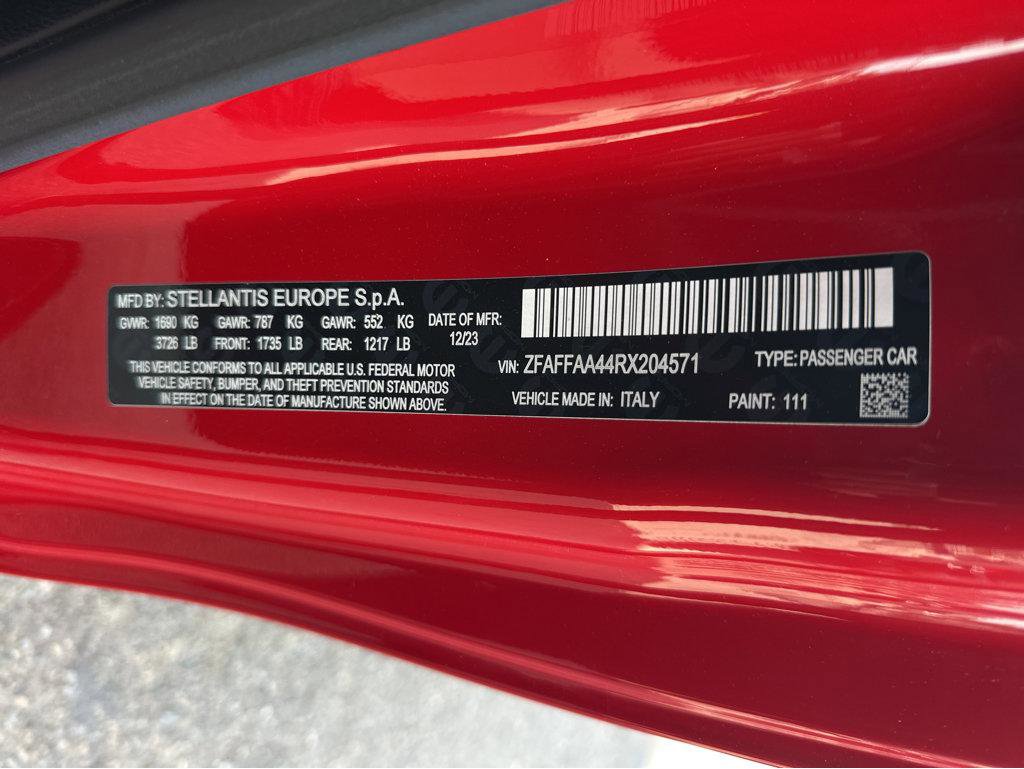 MFD BY: STELLANTIS EUROPE S.p.A.
GVWR: 1690 KG GAWR: 787 KG GAWR: 552 KG
3726 LB FRONT: 1735 LB REAR: 1217 LB
DATE OF MFR:
12/23
THIS VEHICLE CONFORMS TO ALL APPLICABLE U.S. FEDERAL MOTOR
VEHICLE SAFETY, BUMPER, AND THEFT PREVENTION STANDARDS
IN EFFECT ON THE DATE OF MANUFACTURE SHOWN ABOVE.
VIN: ZFAFFAA44RX204571 TYPE: PASSENGER CAR
VEHICLE MADE IN: ITALY PAINT: 111